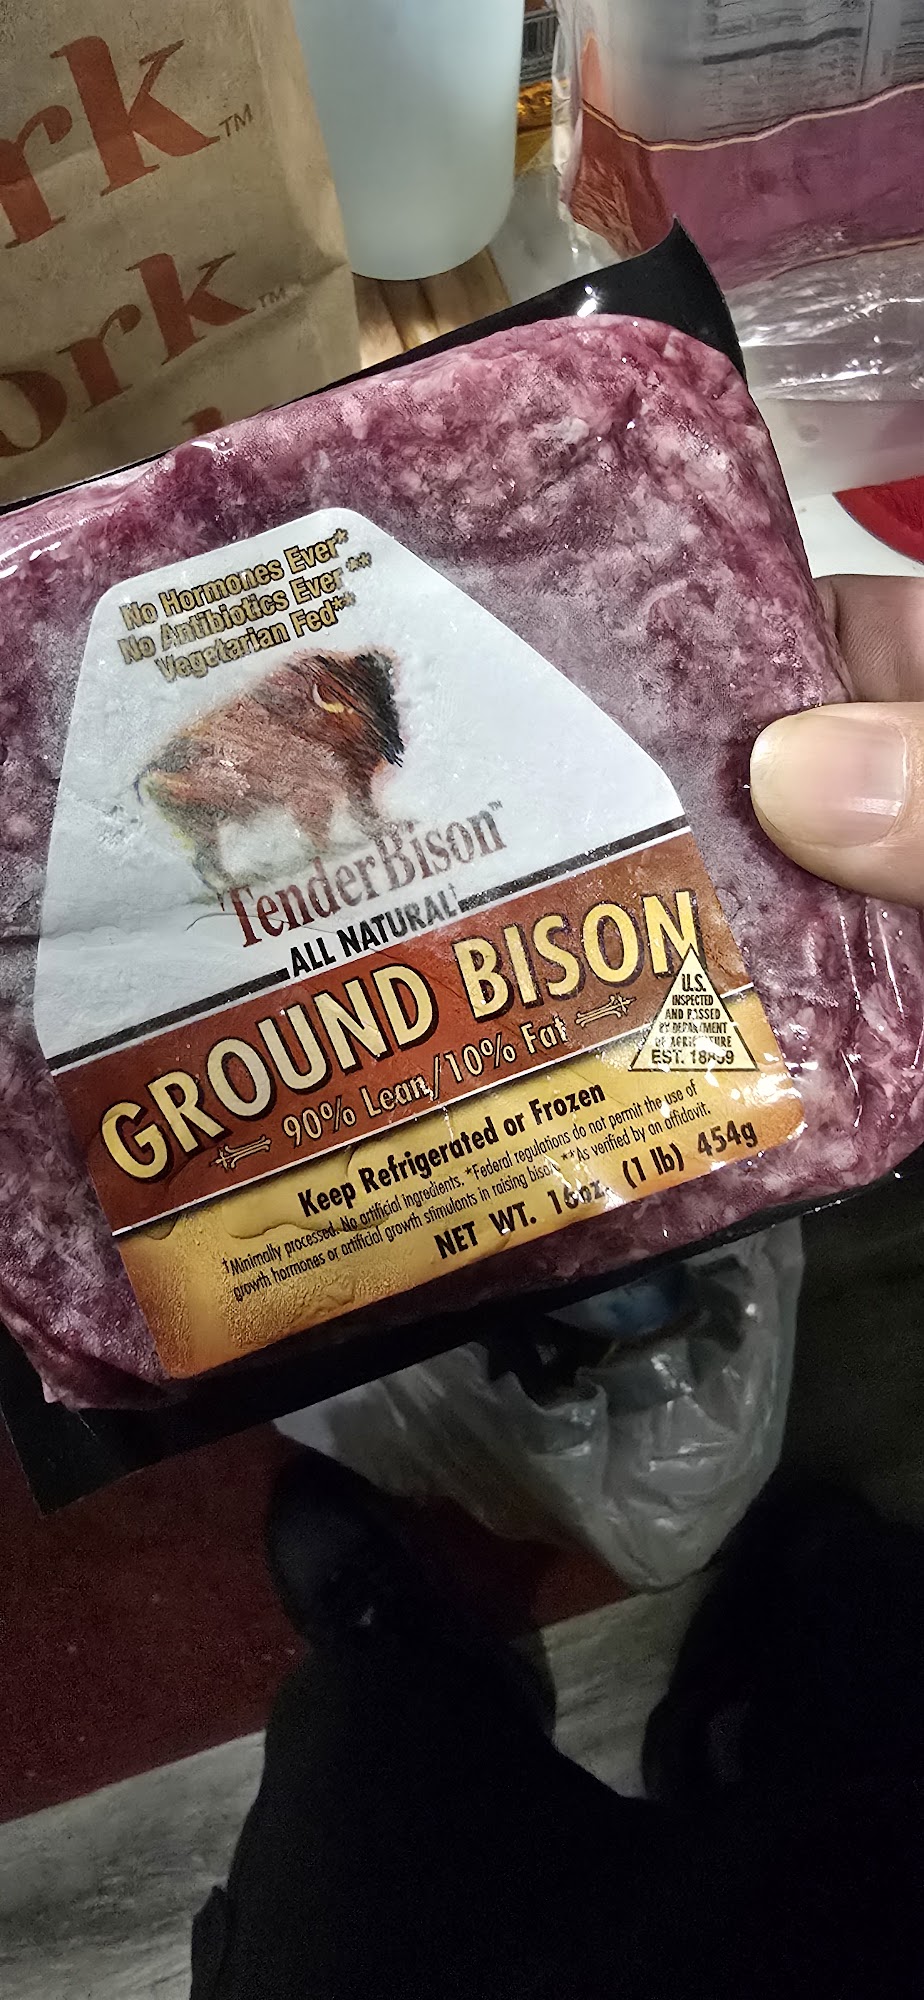 rk™
ork™
No Hormones Ever*
No Antibiotics Ever**
Vegetarian Fed**
TenderBison™
ALL NATURAL†
GROUND BISON
90% Lean/10% Fat
U.S.
INSPECTED
AND PASSED
BY DEPARTMENT
OF AGRICULTURE
EST.
Keep Refrigerated or Frozen
†Minimally processed. No artificial ingredients. *Federal regulations do not permit the use of
growth hormones or artificial growth stimulants in raising bison. **As verified by an affidavit.
NET WT. 16oz. (1 lb) 454g